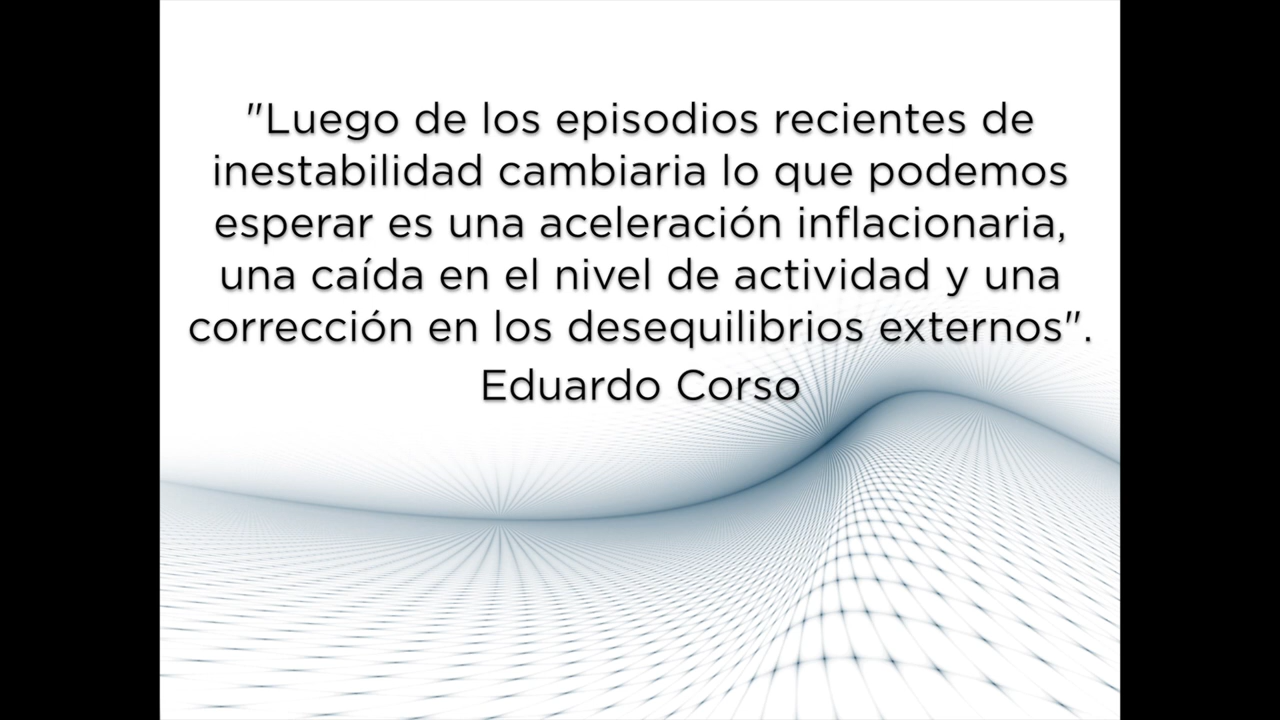 "Luego de los episodios recientes de
inestabilidad cambiaria lo que podemos
esperar es una aceleración inflacionaria,
una caída en el nivel de actividad y una
corrección en los desequilibrios externos".
Eduardo Corso